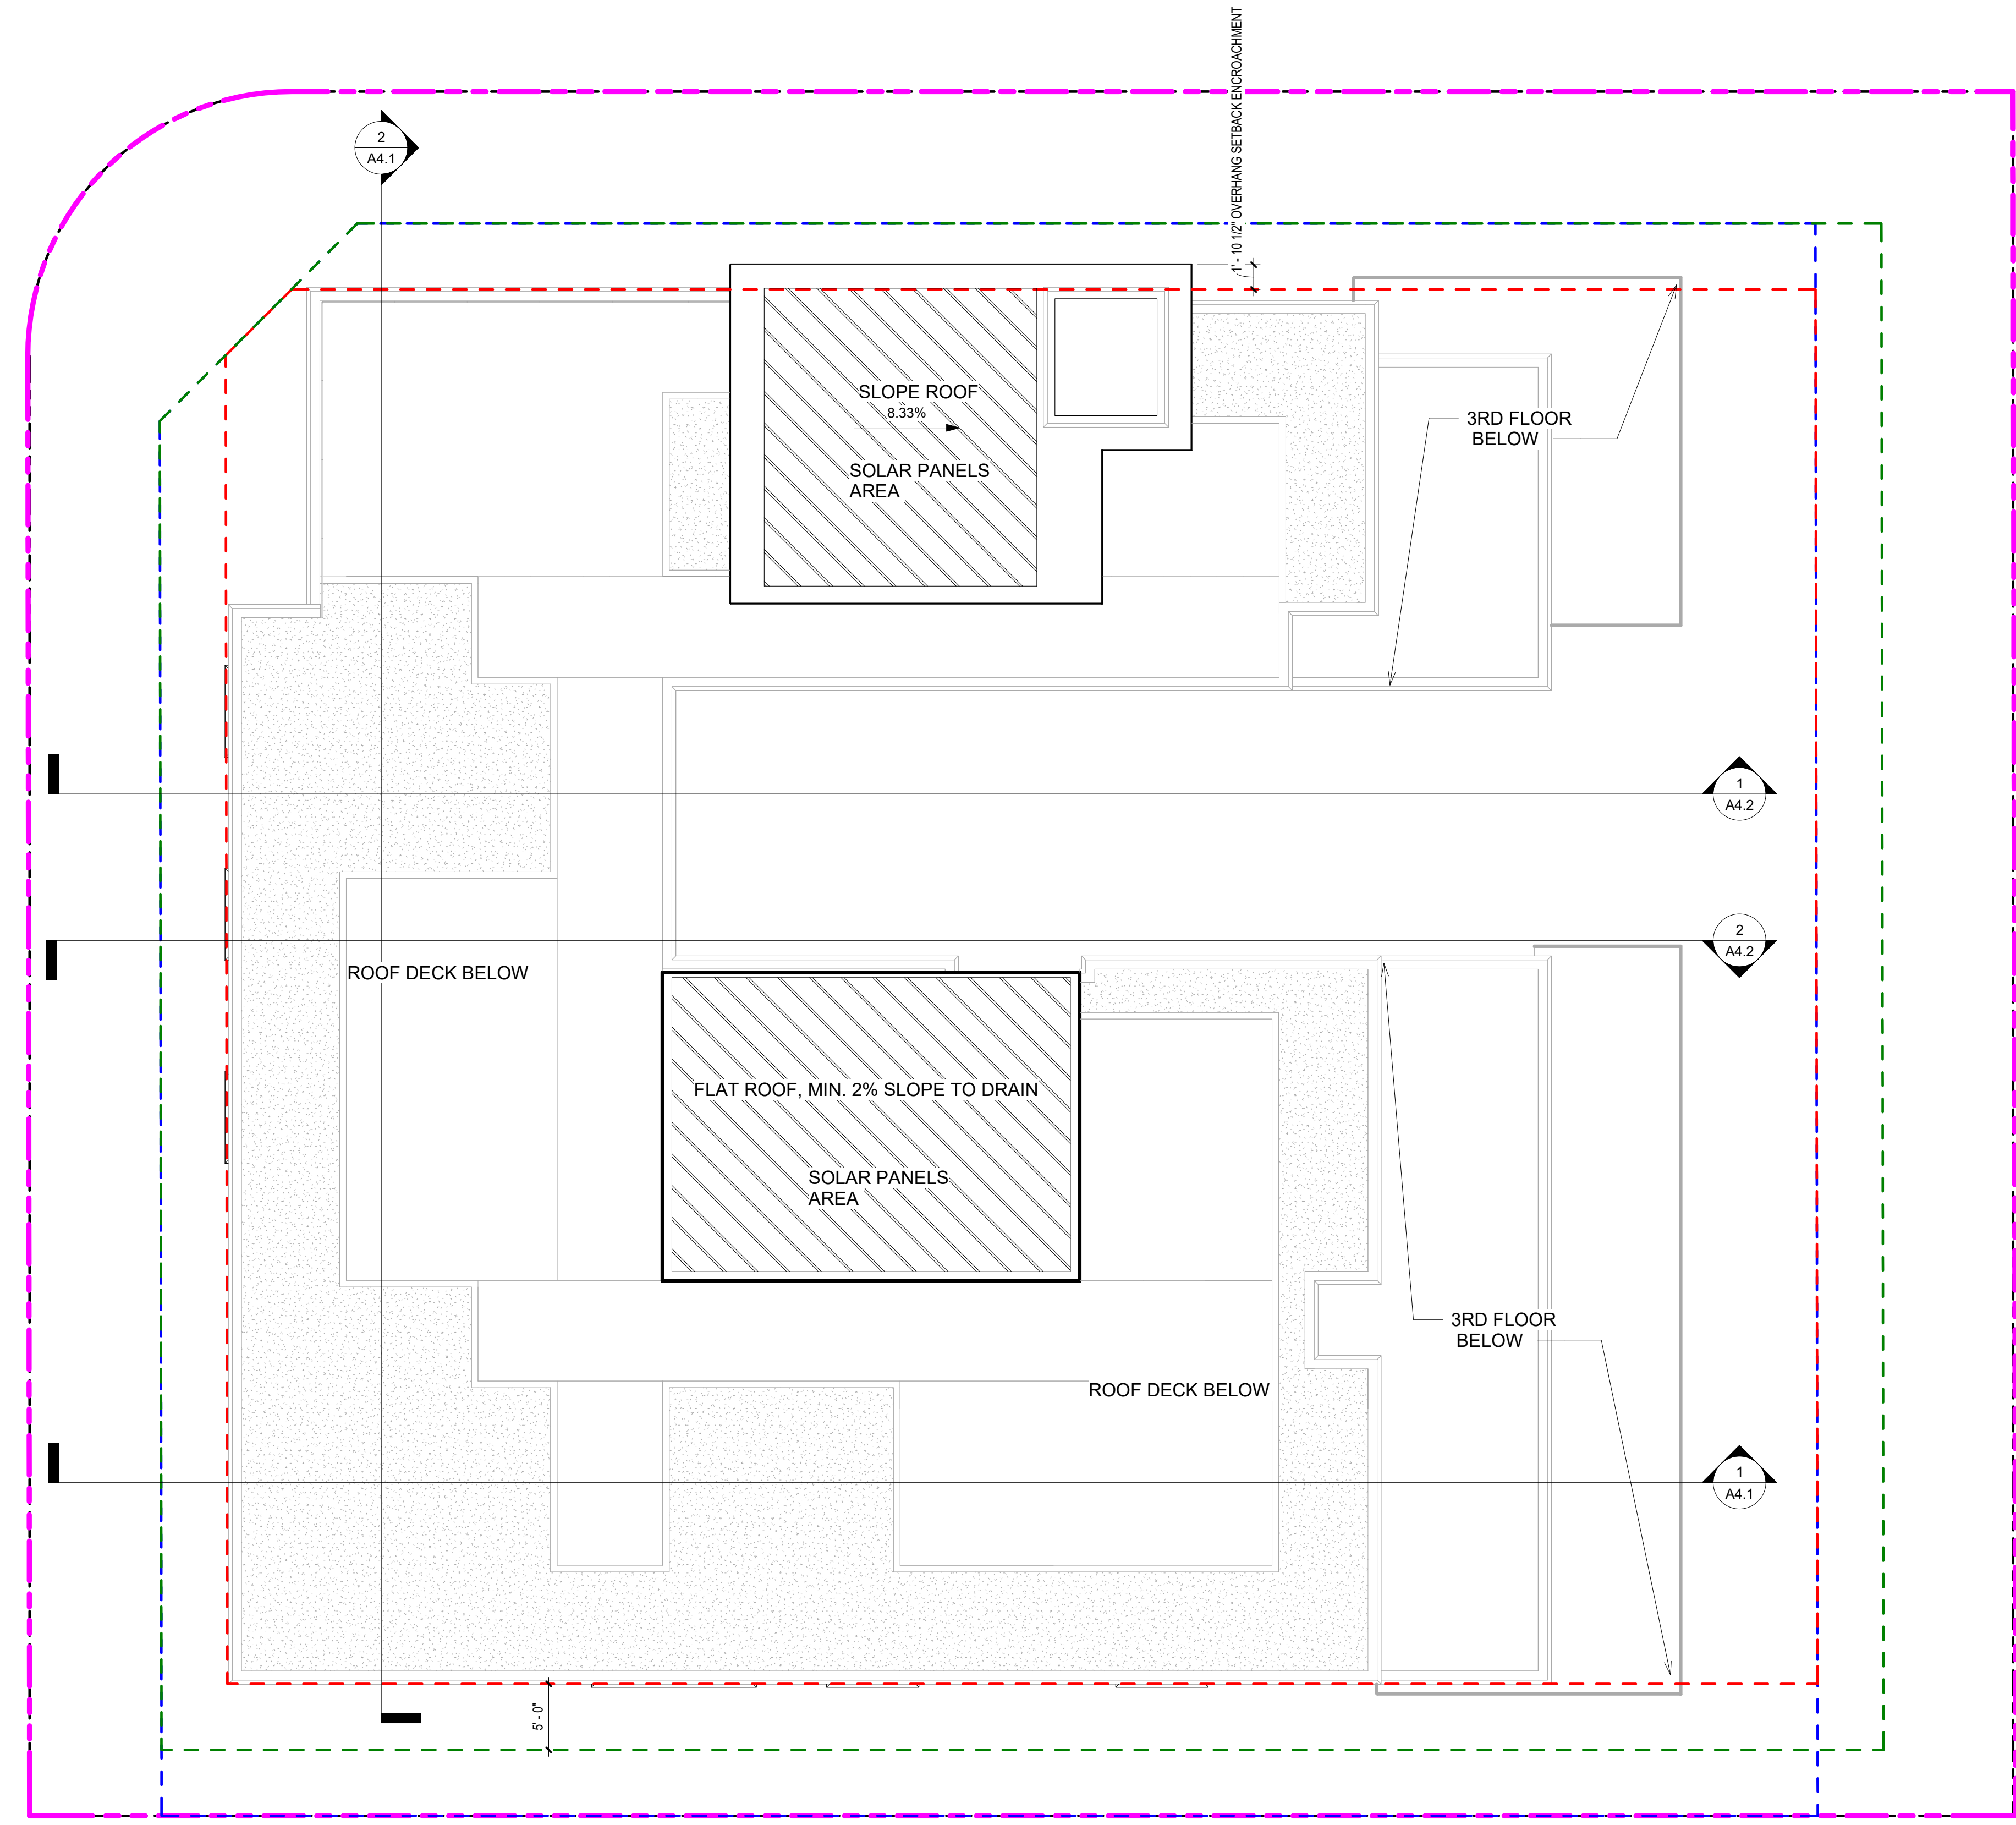 1' - 10 1/2" OVERHANG SETBACK ENCROACHMENT
2
A4.1
SLOPE ROOF
8.33%
SOLAR PANELS
AREA
3RD FLOOR
BELOW
1
A4.2
2
A4.2
ROOF DECK BELOW
FLAT ROOF, MIN. 2% SLOPE TO DRAIN
SOLAR PANELS
AREA
3RD FLOOR
BELOW
ROOF DECK BELOW
1
A4.1
5' - 0"